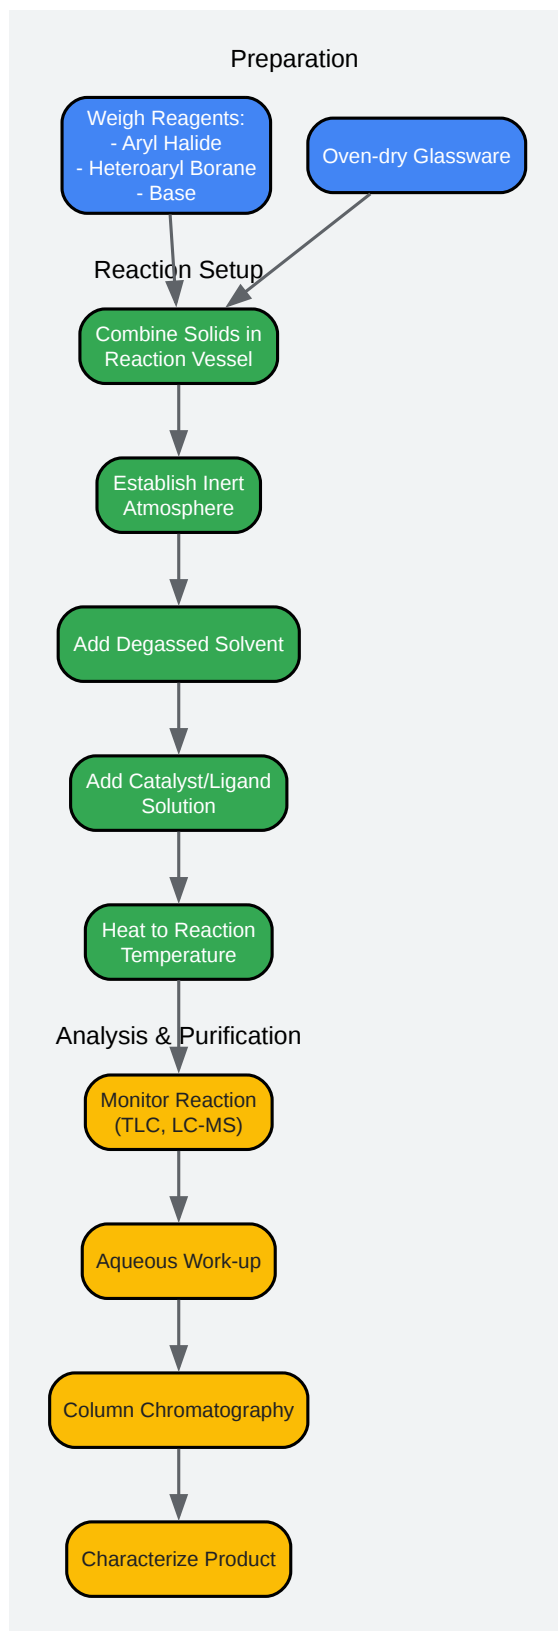 Preparation
Weigh Reagents:
- Aryl Halide
- Heteroaryl Borane
- Base
Oven-dry Glassware
Reaction Setup
Combine Solids in
Reaction Vessel
Establish Inert
Atmosphere
Add Degassed Solvent
Add Catalyst/Ligand
Solution
Heat to Reaction
Temperature
Analysis & Purification
Monitor Reaction
(TLC, LC-MS)
Aqueous Work-up
Column Chromatography
Characterize Product